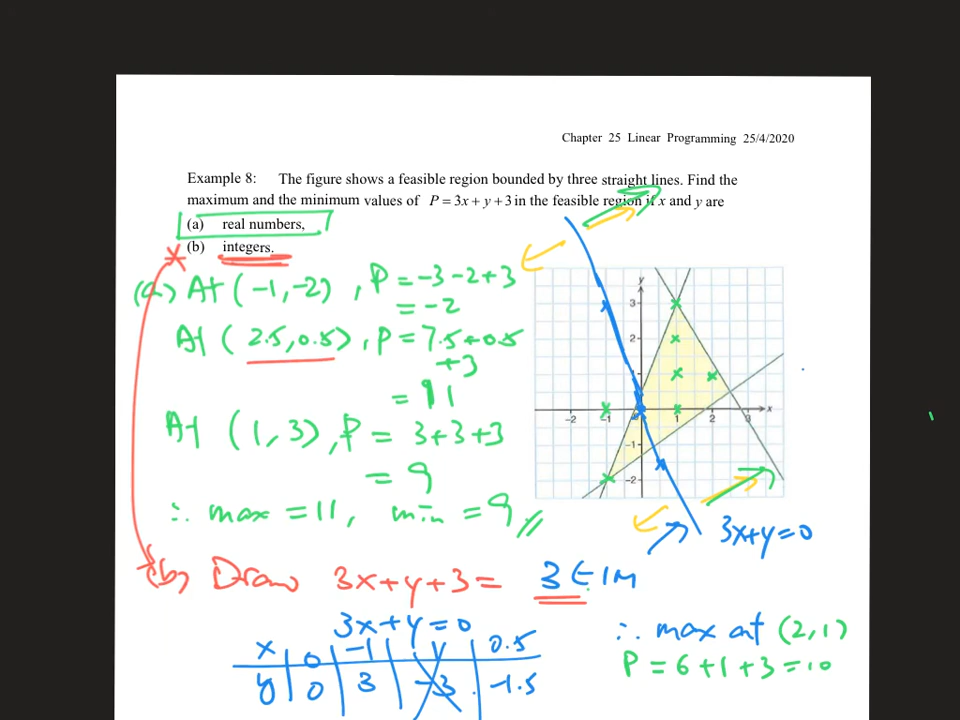 Chapter 25 Linear Programming 25/4/2020
Example 8: The figure shows a feasible region bounded by three straight lines. Find the
maximum and the minimum values of P = 3x + y + 3 in the feasible region if x and y are
(a) real numbers,
(b) integers.
(a) At (-1,-2), P = -3-2+3
= -2
At (2.5,0.5), P = 7.5+0.5
+3
= 11
At (1,3), P = 3+3+3
= 9
∴ max = 11, min = 9 //
y
3
2
-2 -1 1 2 3 x
-1
-2
3x+y=0
(b) Draw 3x+y+3 = 3 ← IM
3x+y=0
x 0 -1 0.5
y 0 3 -3 -1.5
∴ max at (2,1)
P = 6+1+3 = 10